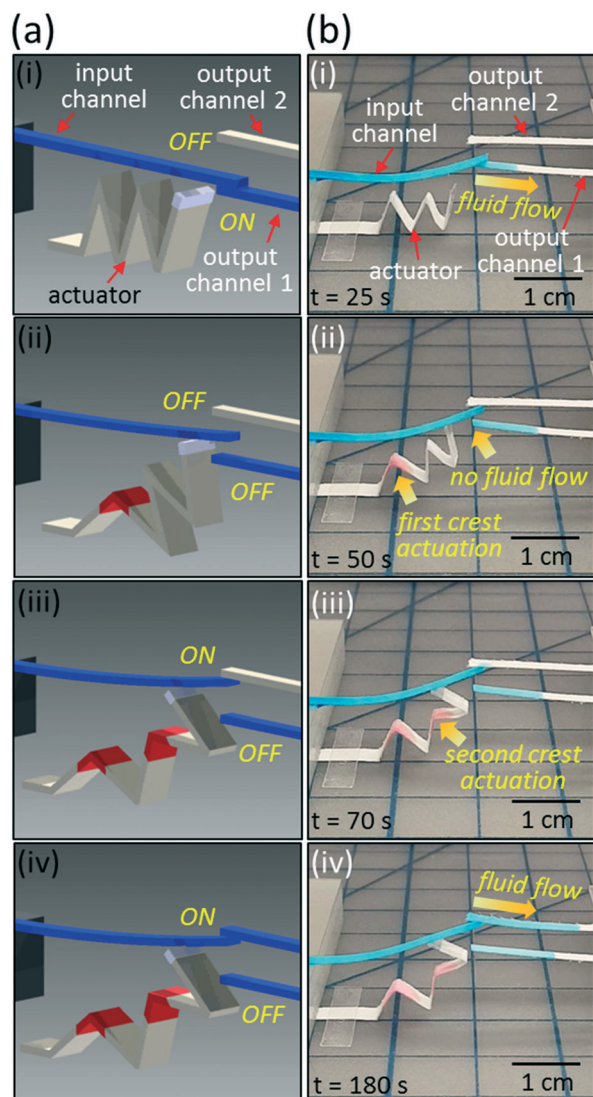 (a)
(i)
input
channel
output
channel 2
OFF
ON
actuator
output
channel 1
(ii)
OFF
OFF
(iii)
ON
OFF
(iv)
ON
OFF
(b)
(i)
output
channel 2
input
channel
fluid flow
actuator
output
channel 1
t = 25 s
1 cm
(ii)
no fluid flow
first crest
actuation
t = 50 s
1 cm
(iii)
second crest
actuation
t = 70 s
1 cm
(iv)
fluid flow
t = 180 s
1 cm